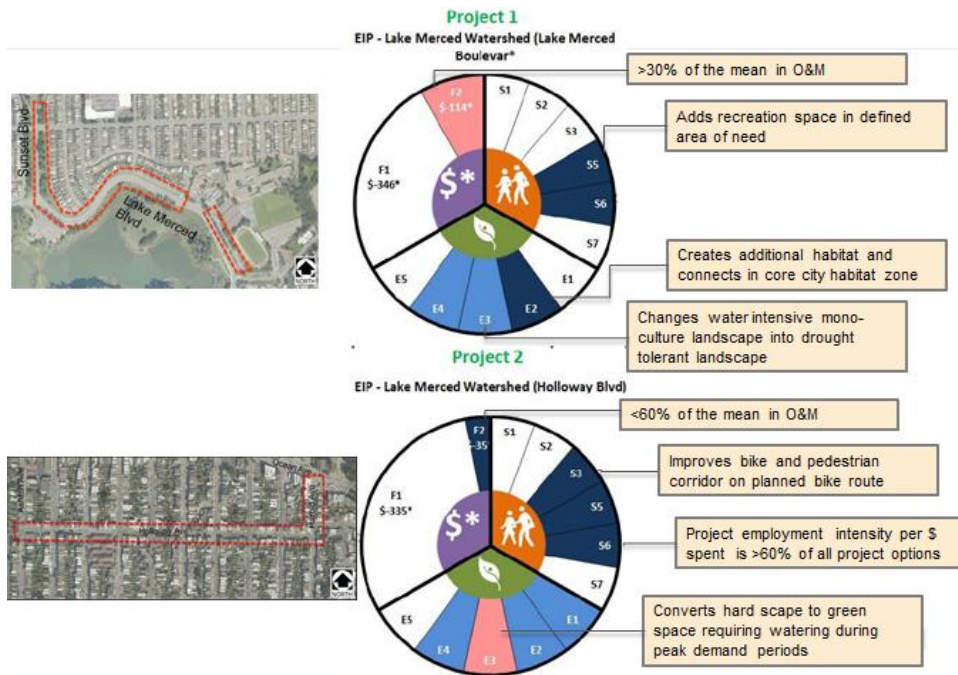 Project 1
EIP - Lake Merced Watershed (Lake Merced
Boulevar*
>30% of the mean in O&M
F2
$-114*
S1
S2
S3
Adds recreation space in defined
area of need
Sunset Blvd
F1
$-346*
$*
S5
S6
Lake Merced
Blvd
S7
Creates additional habitat and
connects in core city habitat
zone
E5
E1
E4
E3
E2
NORTH
Changes water intensive mono-
culture landscape into drought
tolerant landscape
Project 2
EIP - Lake Merced Watershed (Holloway Blvd)
<60% of the mean in O&M
F2
S1
S2
S3
Improves bike and pedestrian
corridor on planned bike route
F1
$-335*
$*
S5
S6
Project employment intensity per $
spent is >60% of all project options
S7
E5
E1
E4
E3
E2
NORTH
Converts hard scape to green
space requiring watering during
peak demand periods